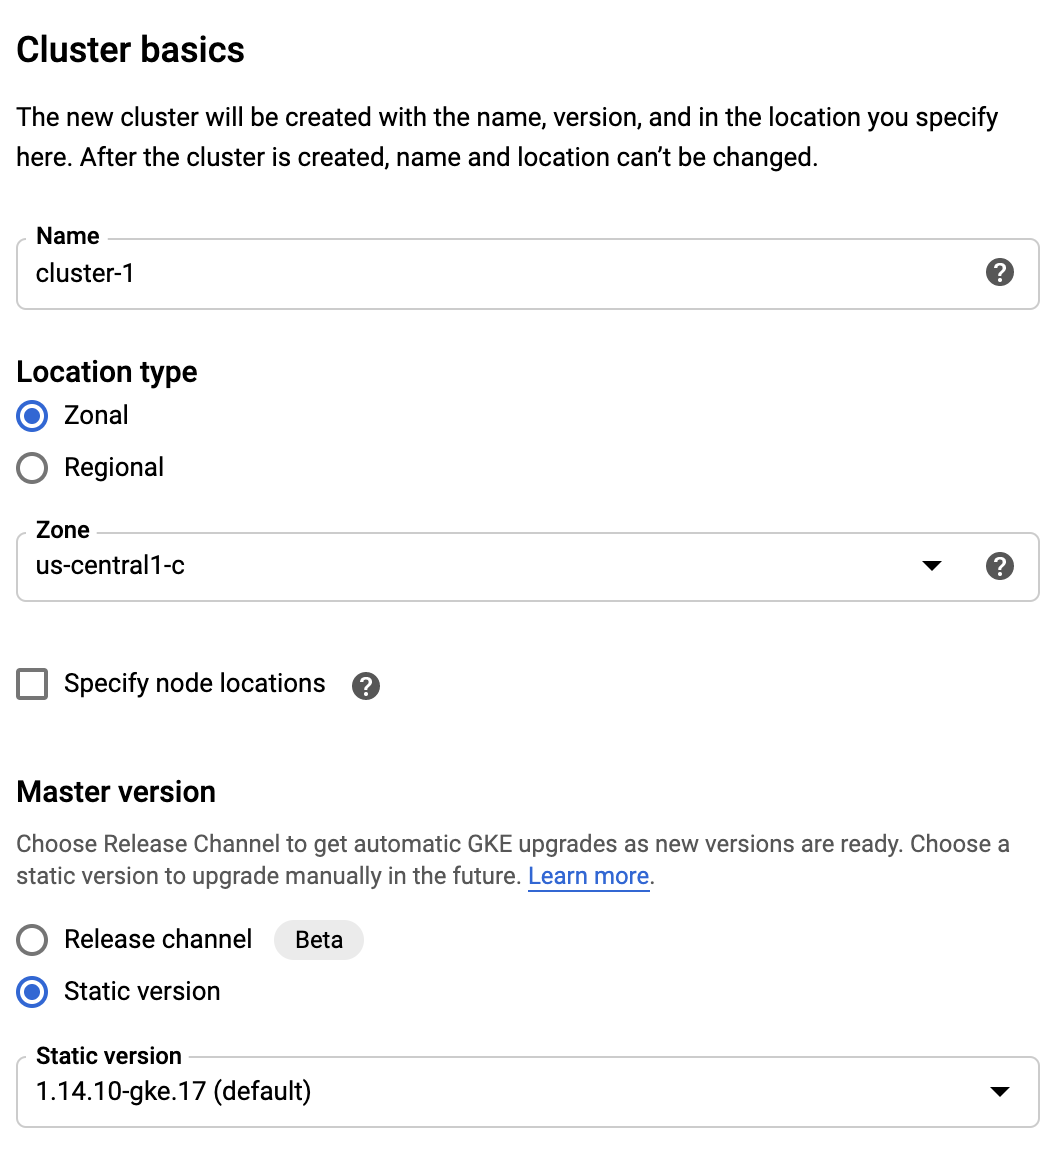 Cluster basics
The new cluster will be created with the name, version, and in the location you specify
here. After the cluster is created, name and location can’t be changed.
Name
cluster-1
Location type
Zonal
Regional
Zone
us-central1-c
Specify node locations
Master version
Choose Release Channel to get automatic GKE upgrades as new versions are ready. Choose a
static version to upgrade manually in the future. Learn more.
Release channel Beta
Static version
Static version
1.14.10-gke.17 (default)